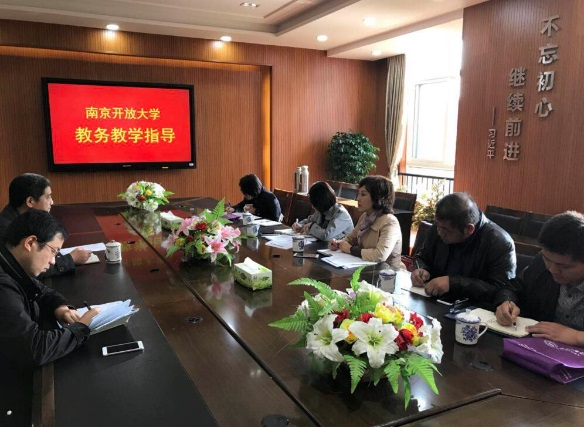 南京开放大学
教务教学指导
不忘初心
继续前进
——习近平